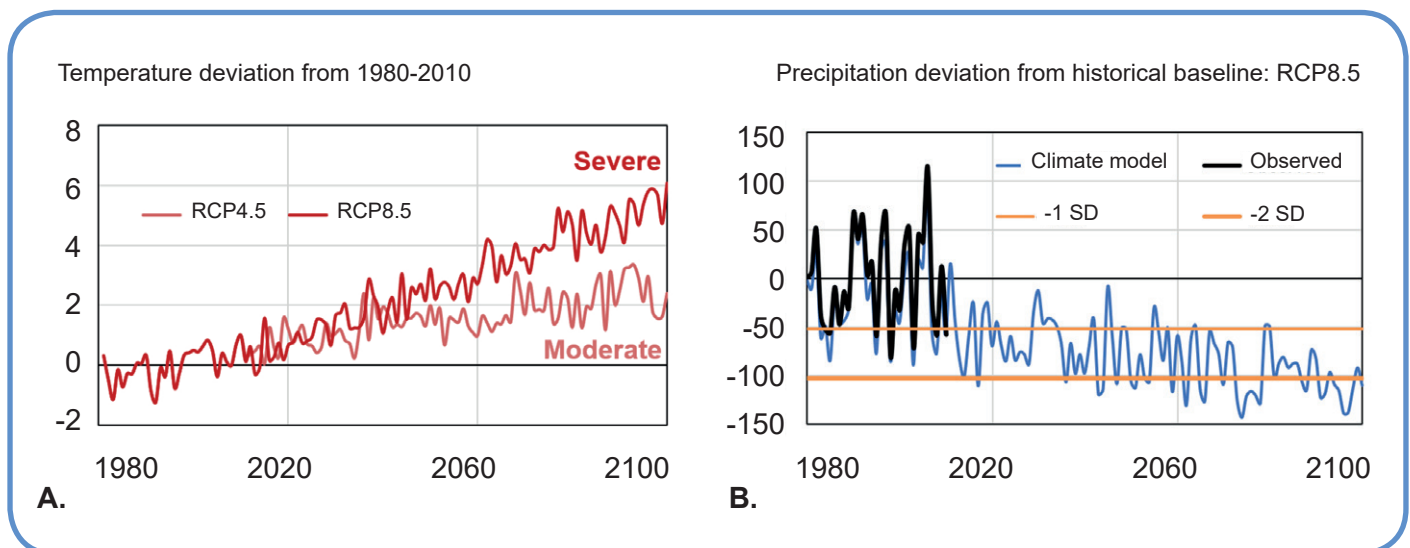 Temperature deviation from 1980-2010
8
6
4
2
0
-2
Severe
RCP4.5
RCP8.5
Moderate
1980
2020
2060
2100
A.
Precipitation deviation from historical baseline: RCP8.5
150
100
50
0
-50
-100
-150
Climate model
Observed
-1 SD
-2 SD
1980
2020
2060
2100
B.